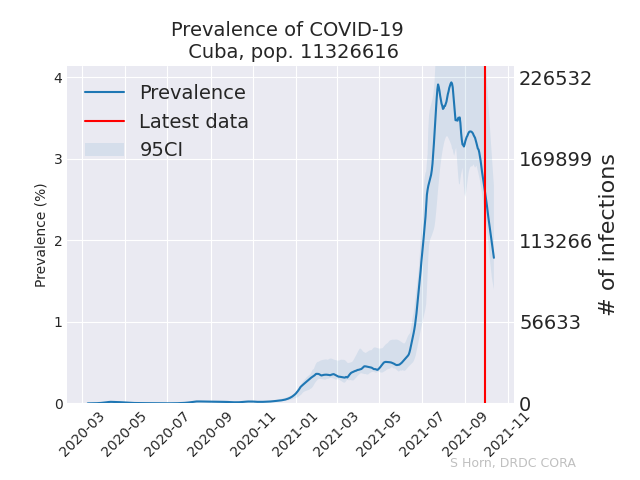 Prevalence of COVID-19
Cuba, pop. 11326616
Prevalence
Latest data
95CI
Prevalence (%)
4
3
2
1
0
226532
169899
113266
56633
0
# of infections
2020-03
2020-05
2020-07
2020-09
2020-11
2021-01
2021-03
2021-05
2021-07
2021-09
2021-11
S Horn, DRDC CORA